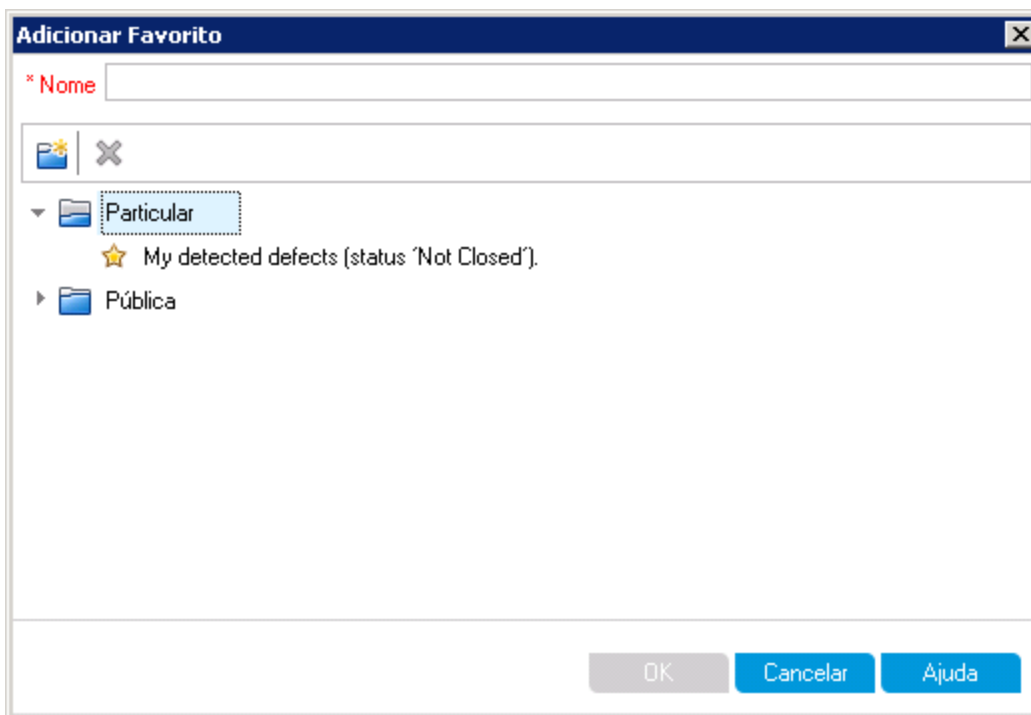 Adicionar Favorito
* Nome
Particular
My detected defects (status ´Not Closed´).
Pública
OK Cancelar Ajuda